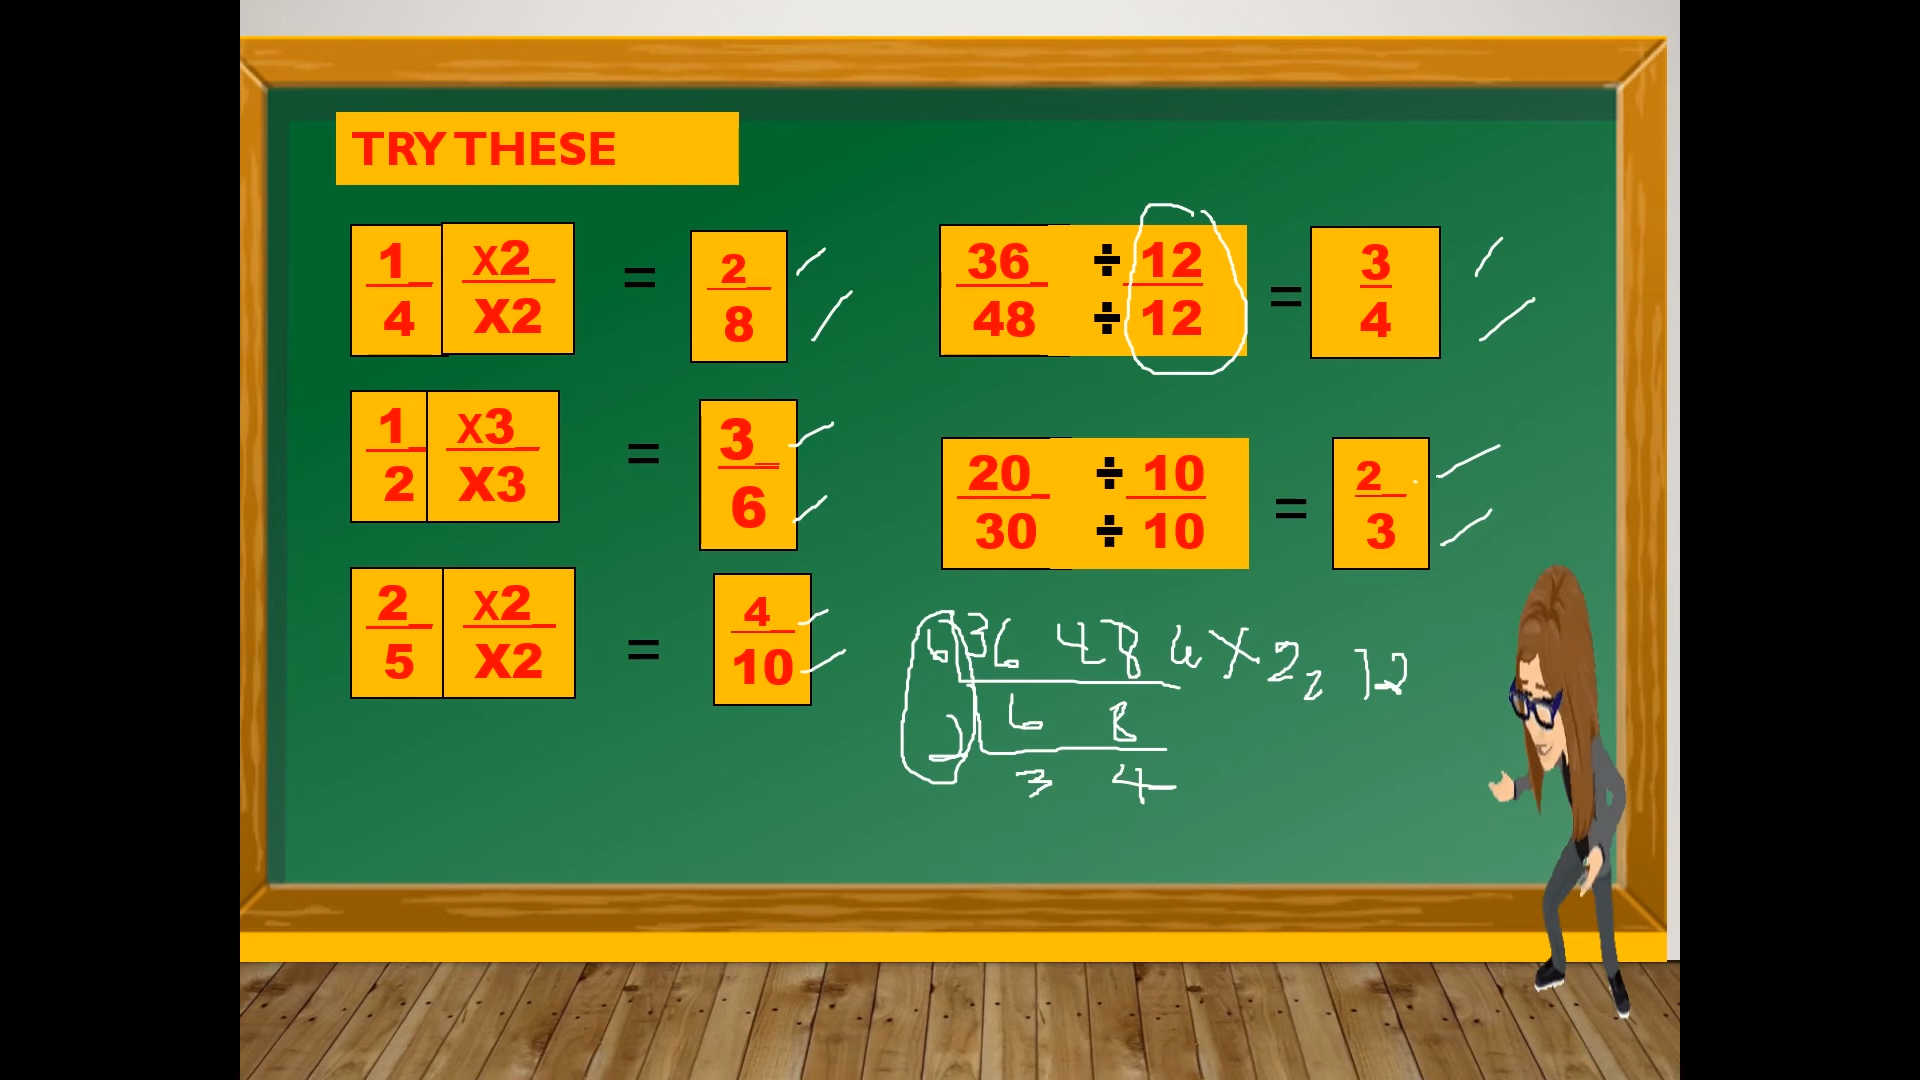 TRY THESE
1 x2 = 2
4 X2 8
36 ÷ 12 = 3
48 ÷ 12 4
1 x3 = 3
2 X3 6
20 ÷ 10 = 2
30 ÷ 10 3
2 x2 = 4
5 X2 10
6 36 48 6 X 2 = 12
2 6 8
3 4